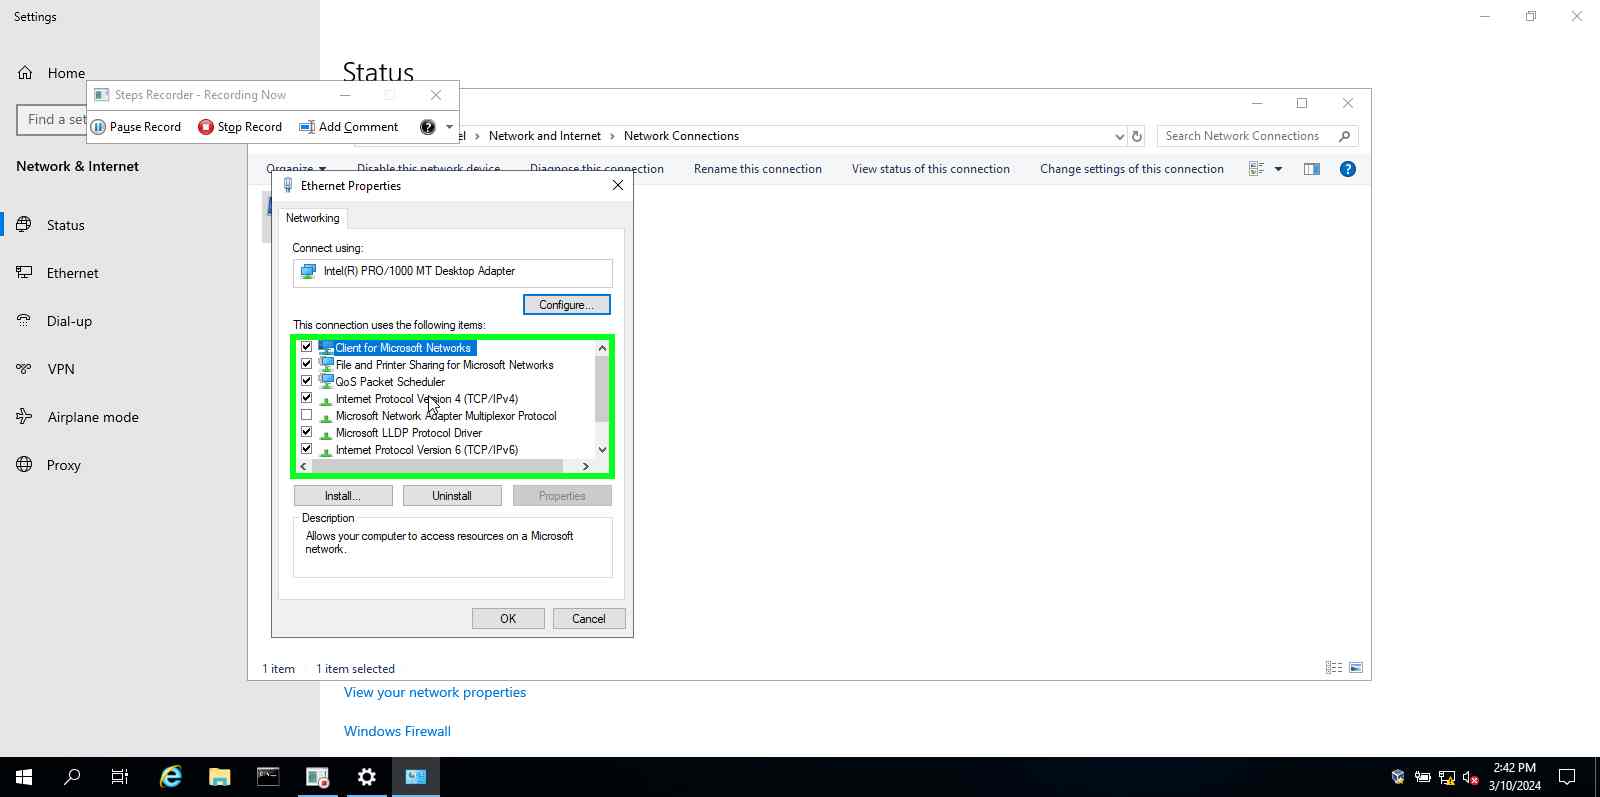 Settings
Home
Find a set
Network & Internet
Status
Ethernet
Dial-up
VPN
Airplane mode
Proxy
Status
Steps Recorder - Recording Now
Pause Record
Stop Record
Add Comment
el > Network and Internet > Network Connections
Search Network Connections
Organize
Disable this network device
Diagnose this connection
Rename this connection
View status of this connection
Change settings of this connection
Ethernet Properties
Networking
Connect using:
Intel(R) PRO/1000 MT Desktop Adapter
Configure...
This connection uses the following items:
Client for Microsoft Networks
File and Printer Sharing for Microsoft Networks
QoS Packet Scheduler
Internet Protocol Version 4 (TCP/IPv4)
Microsoft Network Adapter Multiplexor Protocol
Microsoft LLDP Protocol Driver
Internet Protocol Version 6 (TCP/IPv6)
Install...
Uninstall
Properties
Description
Allows your computer to access resources on a Microsoft
network.
OK
Cancel
1 item
1 item selected
View your network properties
Windows Firewall
2:42 PM
3/10/2024